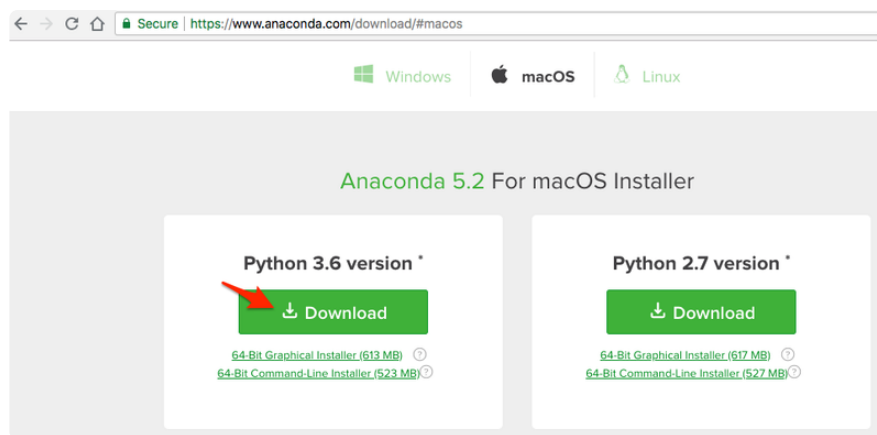 Secure https://www.anaconda.com/download/#macos
Windows macOS Linux
Anaconda 5.2 For macOS Installer
Python 3.6 version *
Download
64-Bit Graphical Installer (613 MB) ?
64-Bit Command-Line Installer (523 MB) ?
Python 2.7 version *
Download
64-Bit Graphical Installer (617 MB) ?
64-Bit Command-Line Installer (527 MB) ?